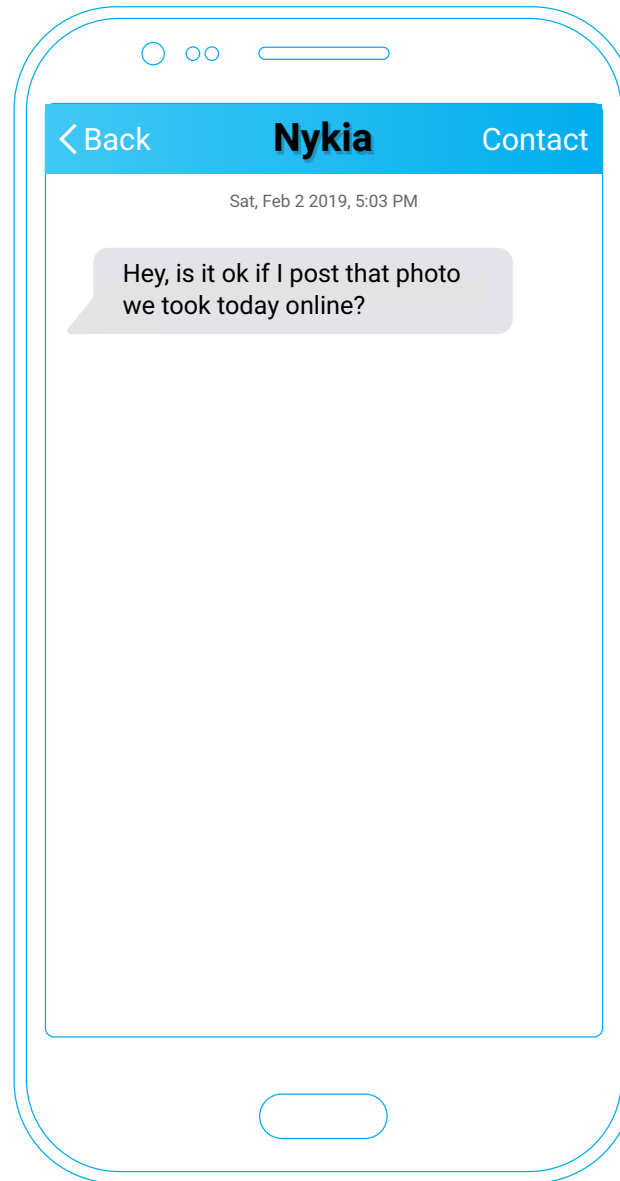 Back Nykia Contact
Sat, Feb 2 2019, 5:03 PM
Hey, is it ok if I post that photo
we took today online?